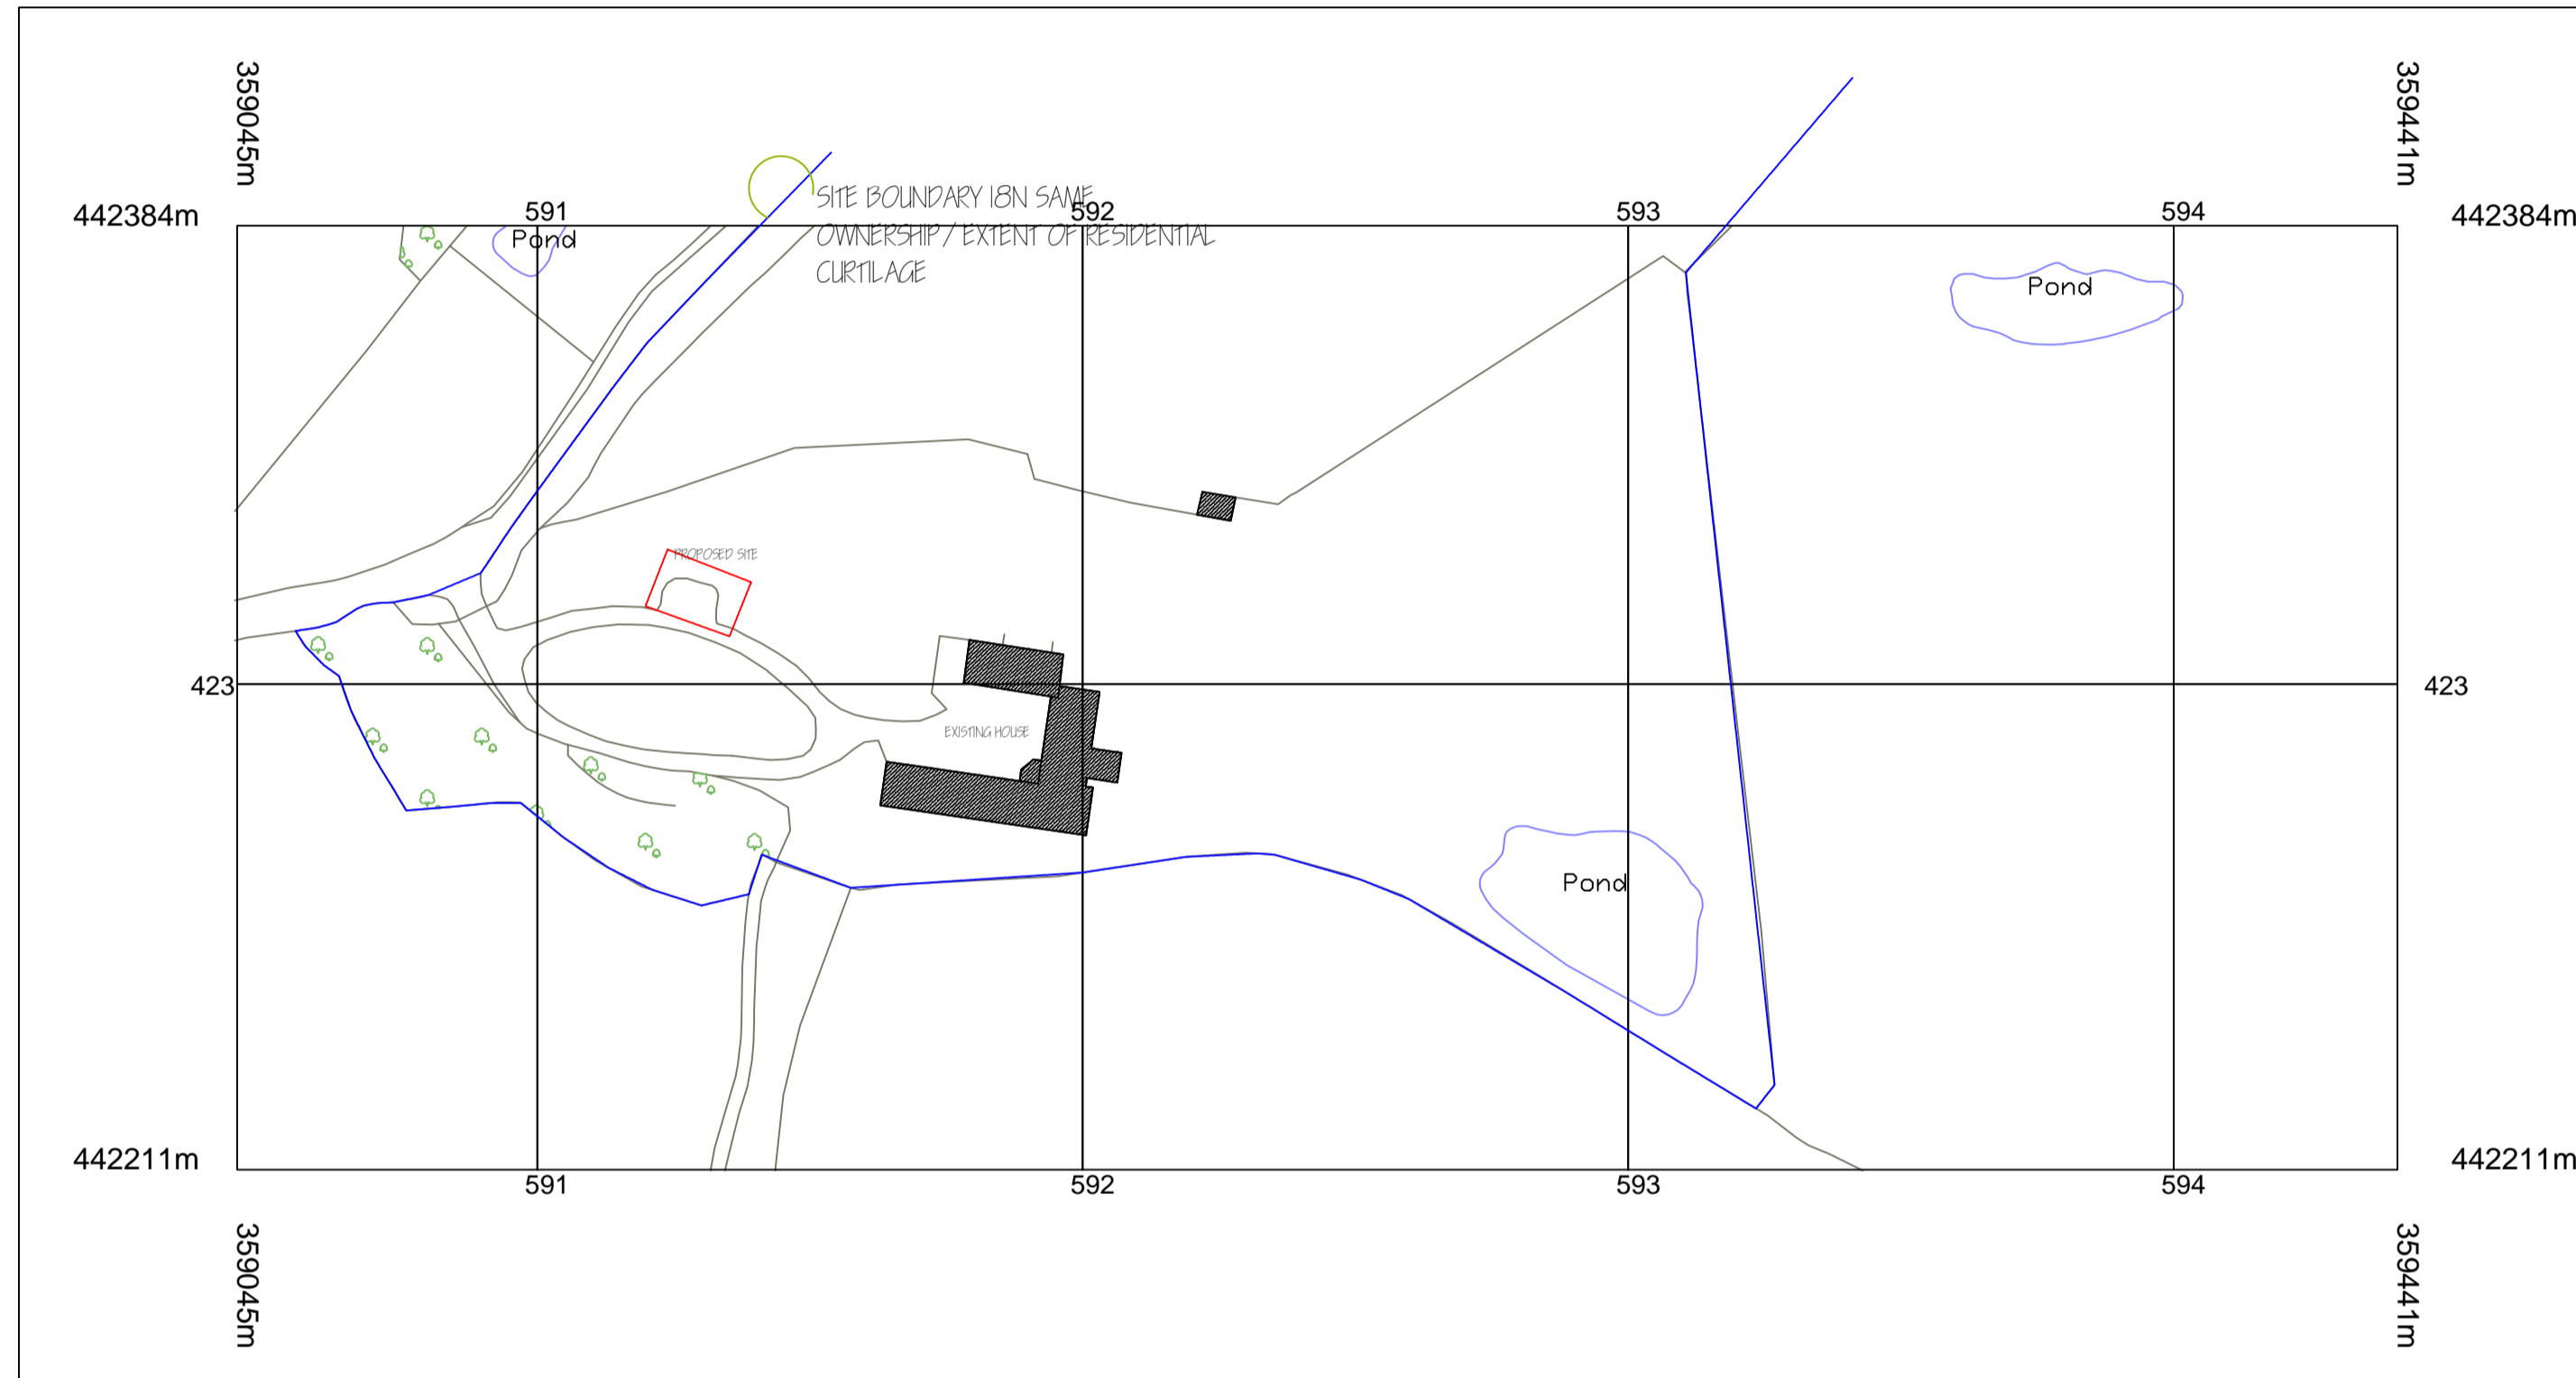 359045m
359441m
442384m
591
592
593
594
442384m
Pond
SITE BOUNDARY I8N SAME
OWNERSHIP / EXTENT OF RESIDENTIAL
CURTILAGE
Pond
PROPOSED SITE
423
423
EXISTING HOUSE
Pond
442211m
442211m
591
592
593
594
359045m
359441m